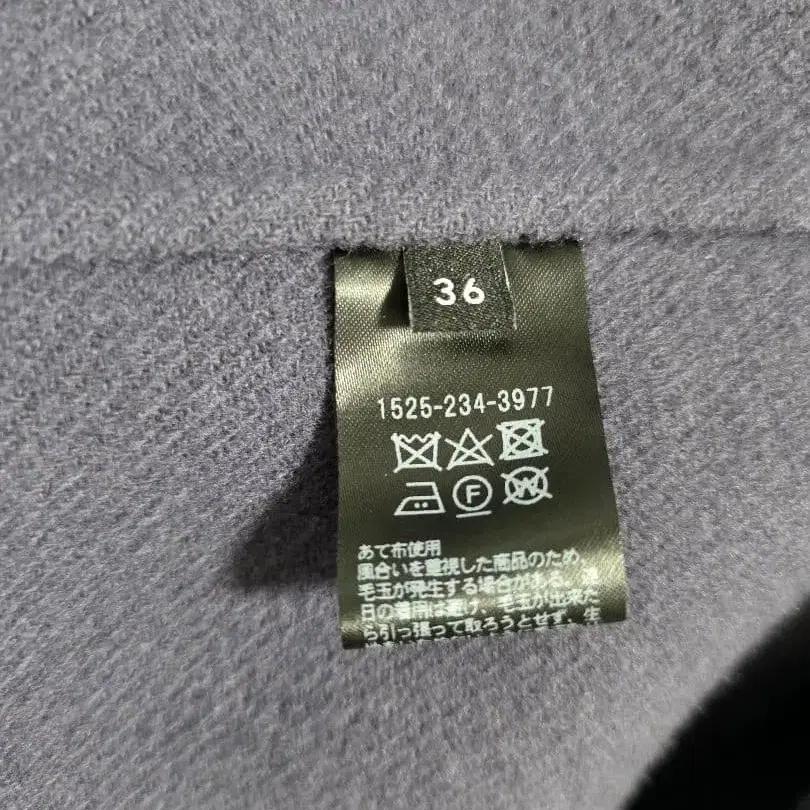 36
1525-234-3977
F
W
あて布使用
風合いを重視した商品のため、
毛玉が発生する場合がある。連
日の着用は避け、毛玉が出来た
ら引っ張って取ろうとせず、生